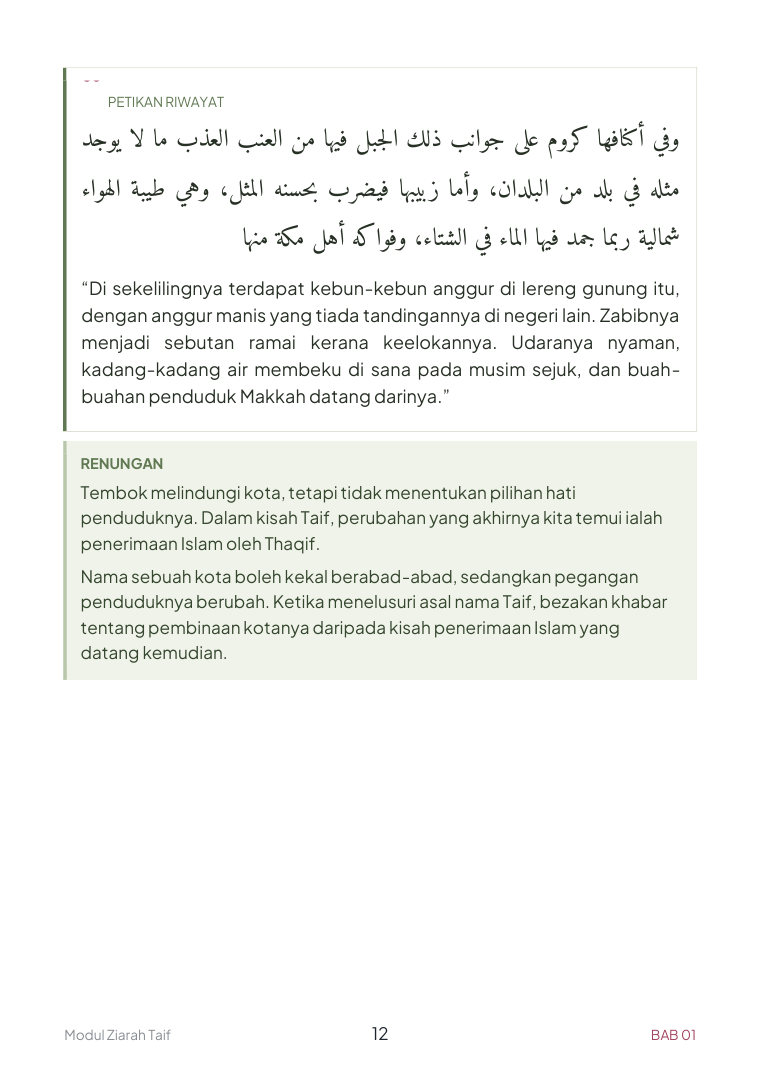 PETIKAN RIWAYAT
وفي أكنافها كروم على جوانب ذلك الجبل فيها من العنب العذب ما لا يوجد
مثله في بلد من البلدان، وأما زبيبها فيضرب بحسنه المثل، وهي طيبة الهواء
شمالية ربما جمد فيها الماء في الشتاء، وفواكه أهل مكة منها
“Di sekelilingnya terdapat kebun-kebun anggur di lereng gunung itu,
dengan anggur manis yang tiada tandingannya di negeri lain. Zabibnya
menjadi sebutan ramai kerana keelokannya. Udaranya nyaman,
kadang-kadang air membeku di sana pada musim sejuk, dan buah-
buahan penduduk Makkah datang darinya.”
RENUNGAN
Tembok melindungi kota, tetapi tidak menentukan pilihan hati
penduduknya. Dalam kisah Taif, perubahan yang akhirnya kita temui ialah
penerimaan Islam oleh Thaqif.
Nama sebuah kota boleh kekal berabad-abad, sedangkan pegangan
penduduknya berubah. Ketika menelusuri asal nama Taif, bezakan khabar
tentang pembinaan kotanya daripada kisah penerimaan Islam yang
datang kemudian.
Modul Ziarah Taif
12
BAB 01